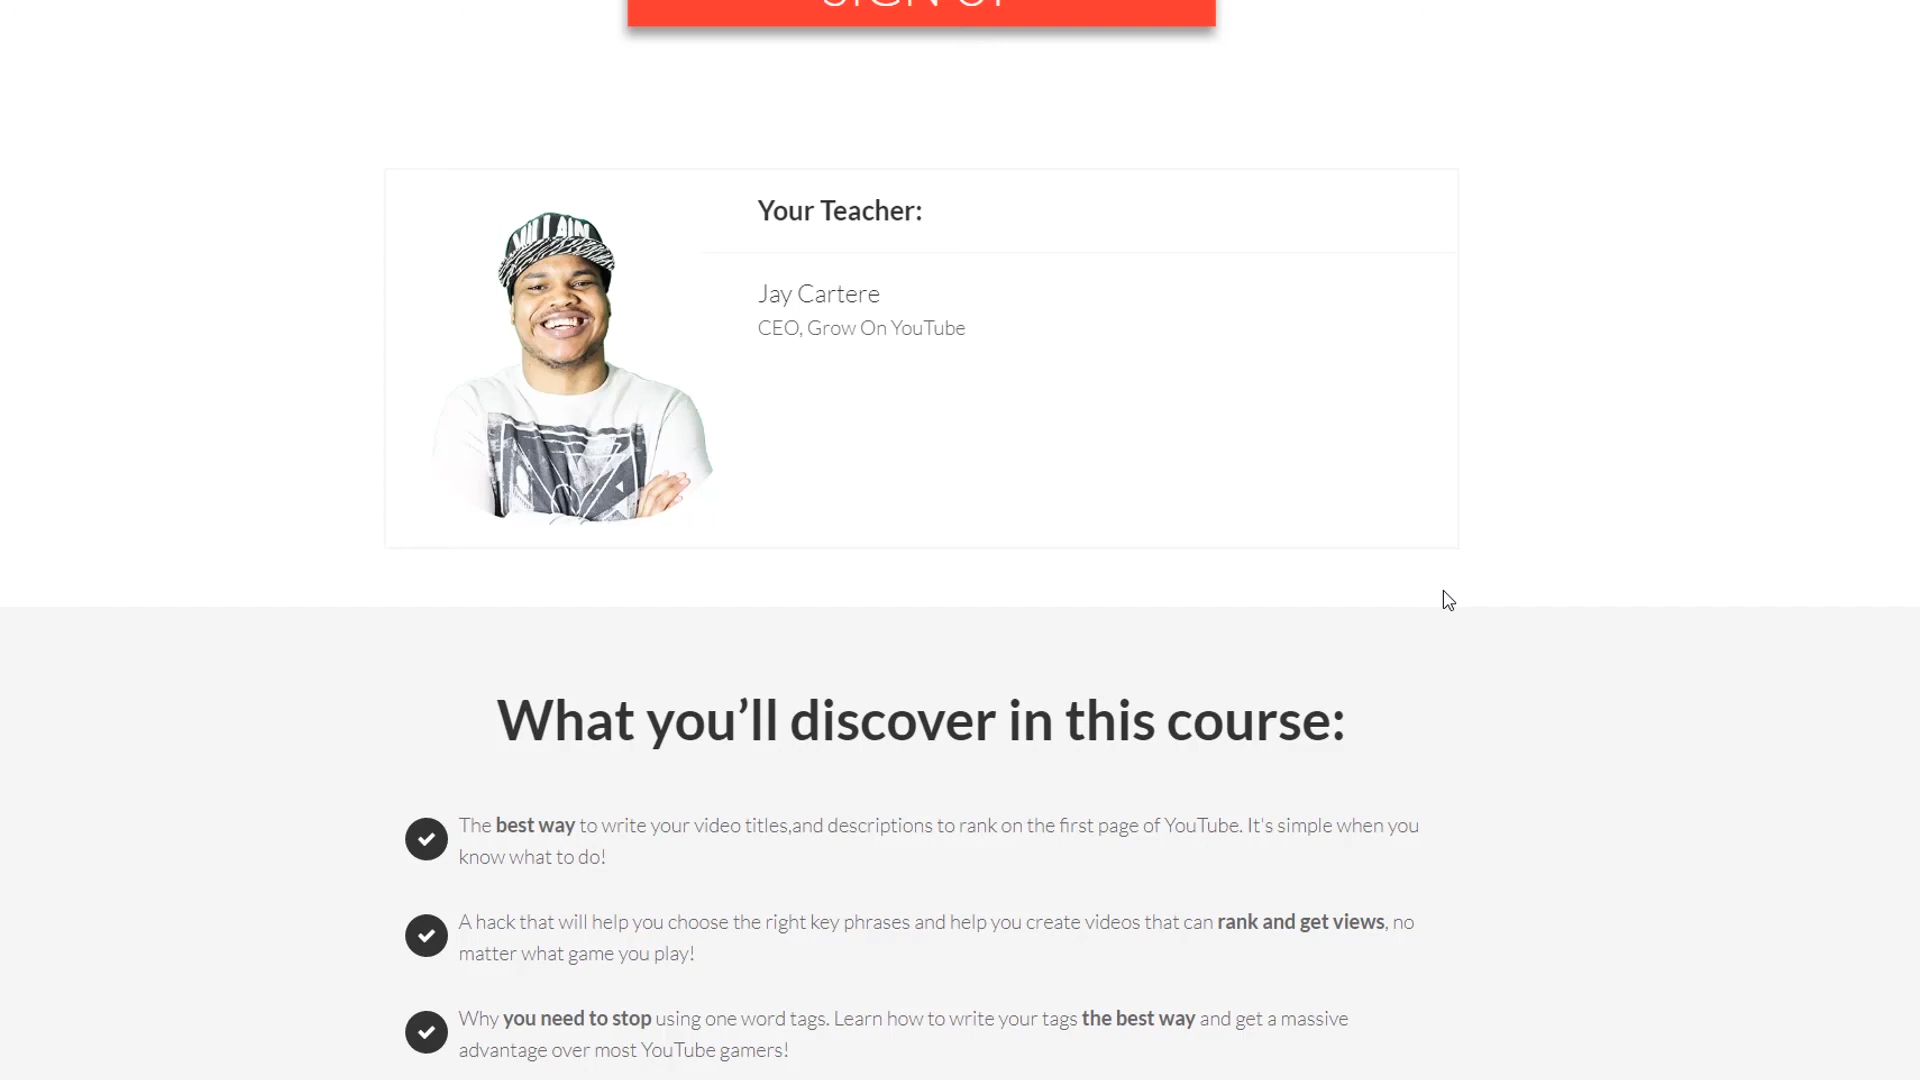 SIGN UP
Your Teacher:
Jay Cartere
CEO, Grow On YouTube
What you’ll discover in this course:
The best way to write your video titles,and descriptions to rank on the first page of YouTube. It's simple when you
know what to do!
A hack that will help you choose the right key phrases and help you create videos that can rank and get views, no
matter what game you play!
Why you need to stop using one word tags. Learn how to write your tags the best way and get a massive
advantage over most YouTube gamers!